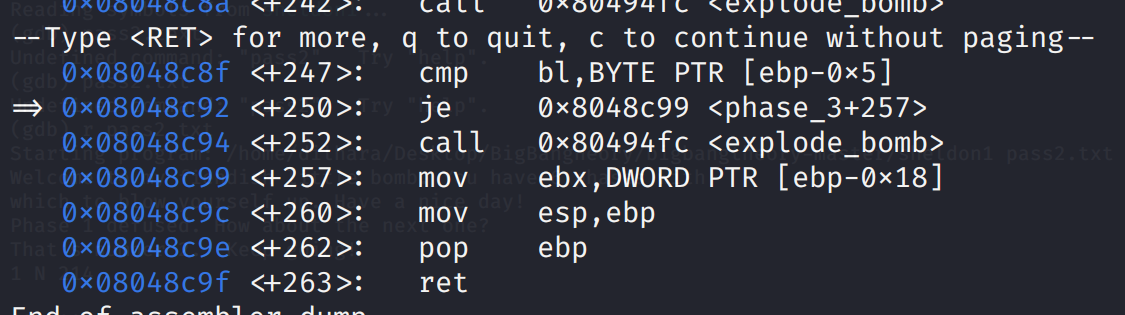 0x08048c8a <+242>: call 0x80494fc <explode_bomb>
--Type <RET> for more, q to quit, c to continue without paging--
0x08048c8f <+247>: cmp bl,BYTE PTR [ebp-0x5]
=> 0x08048c92 <+250>: je 0x8048c99 <phase_3+257>
0x08048c94 <+252>: call 0x80494fc <explode_bomb>
0x08048c99 <+257>: mov ebx,DWORD PTR [ebp-0x18]
0x08048c9c <+260>: mov esp,ebp
0x08048c9e <+262>: pop ebp
0x08048c9f <+263>: ret
End of assembler dump.